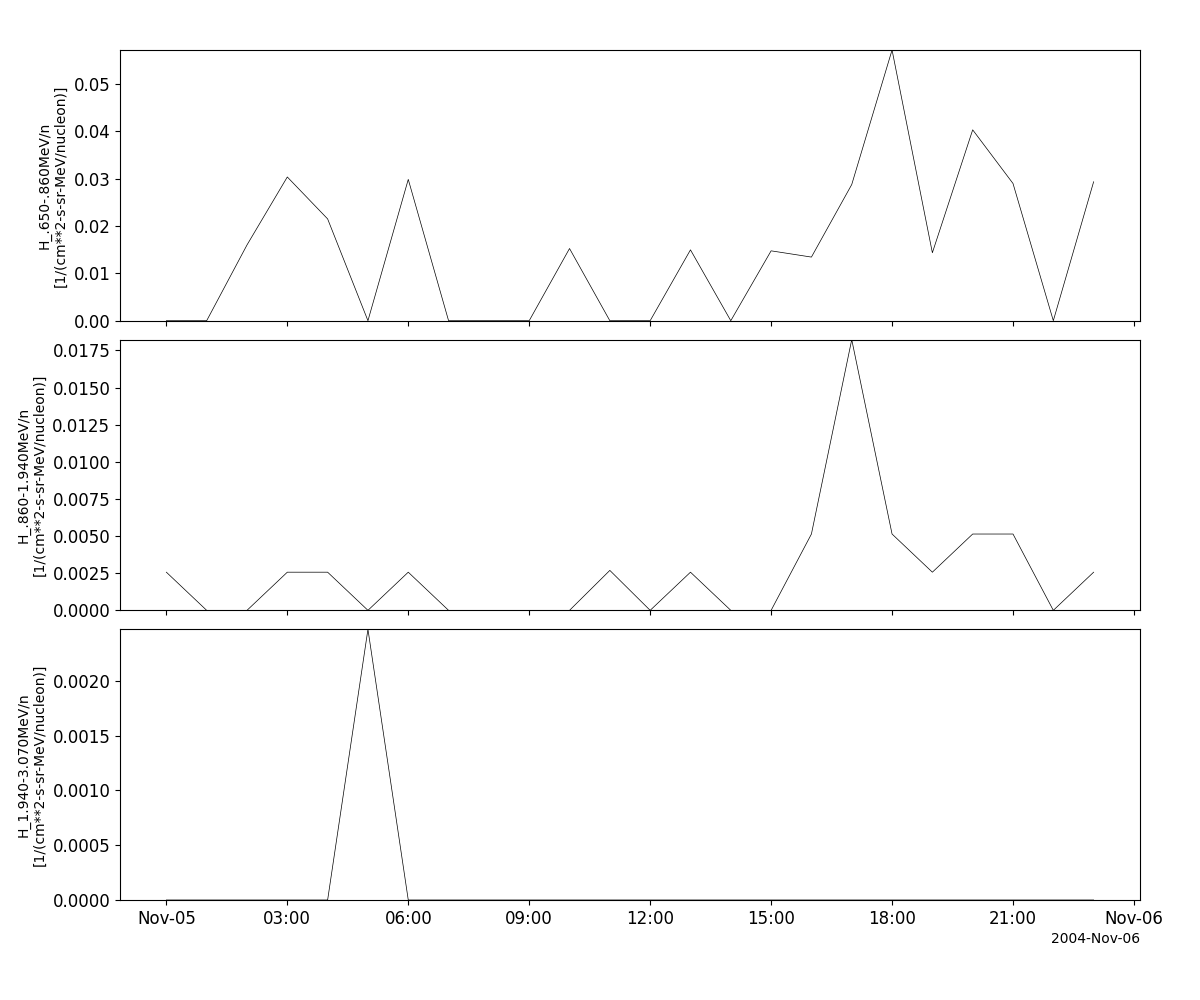 H_.650-.860MeV/n
[1/(cm**2-s-sr-MeV/nucleon)]
0.05
0.04
0.03
0.02
0.01
0.00
H_.860-1.940MeV/n
[1/(cm**2-s-sr-MeV/nucleon)]
0.0175
0.0150
0.0125
0.0100
0.0075
0.0050
0.0025
0.0000
H_1.940-3.070MeV/n
[1/(cm**2-s-sr-MeV/nucleon)]
0.0020
0.0015
0.0010
0.0005
0.0000
Nov-05 03:00 06:00 09:00 12:00 15:00 18:00 21:00 Nov-06
2004-Nov-06